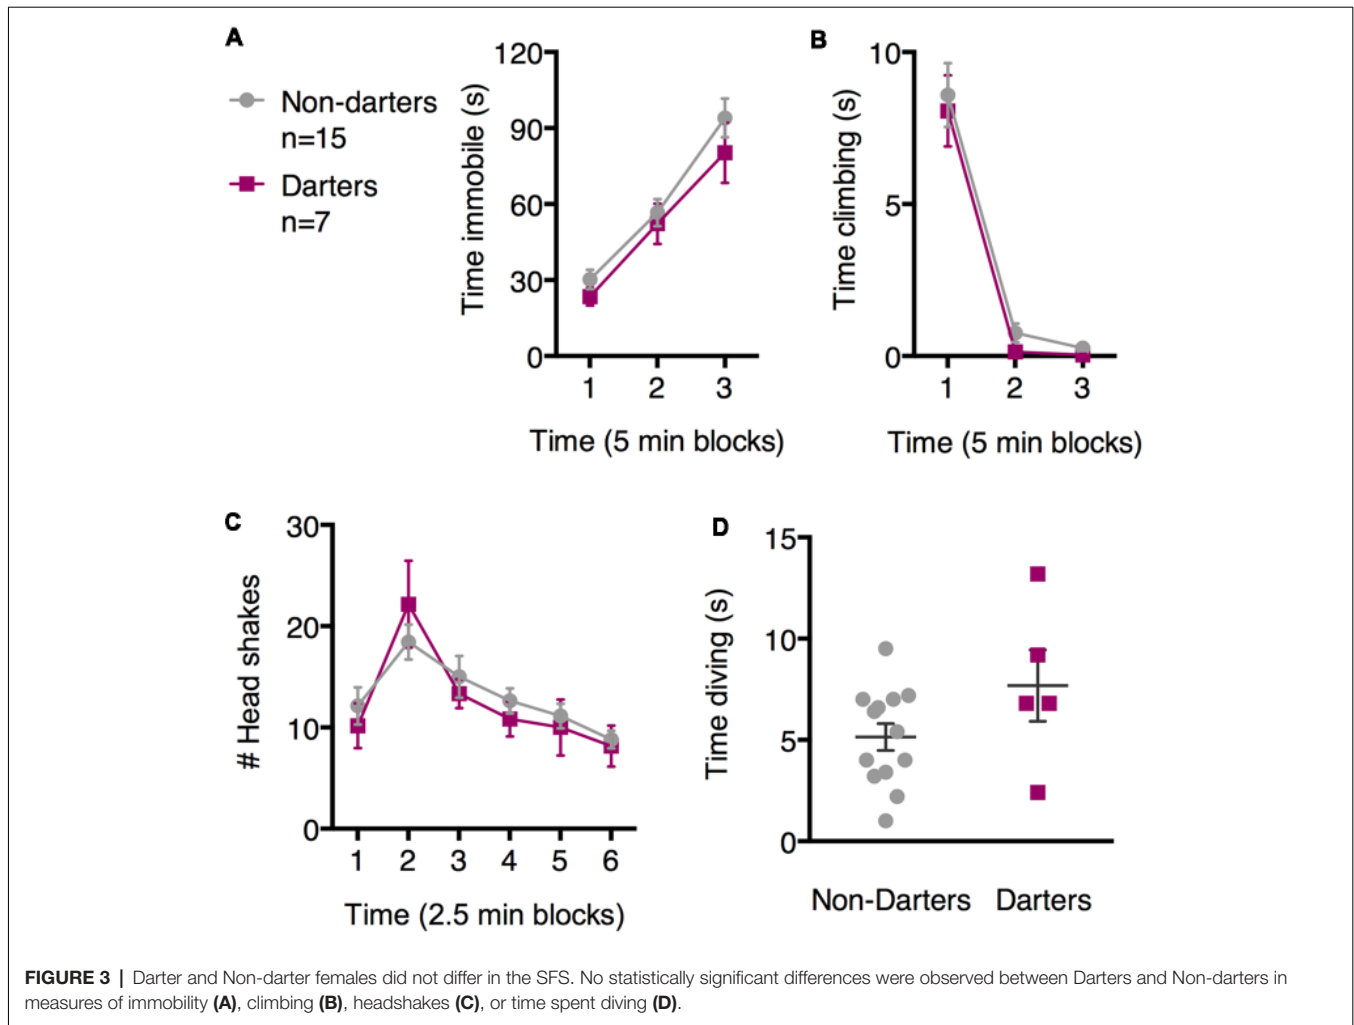 A
Non-darters
n=15
Darters
n=7
Time immobile (s)
120
90
60
30
0
1 2 3
Time (5 min blocks)
B
Time climbing (s)
10
5
0
1 2 3
Time (5 min blocks)
C
# Head shakes
30
20
10
0
1 2 3 4 5 6
Time (2.5 min blocks)
D
Time diving (s)
15
10
5
0
Non-Darters Darters
FIGURE 3 | Darter and Non-darter females did not differ in the SFS. No statistically significant differences were observed between Darters and Non-darters in
measures of immobility (A), climbing (B), headshakes (C), or time spent diving (D).